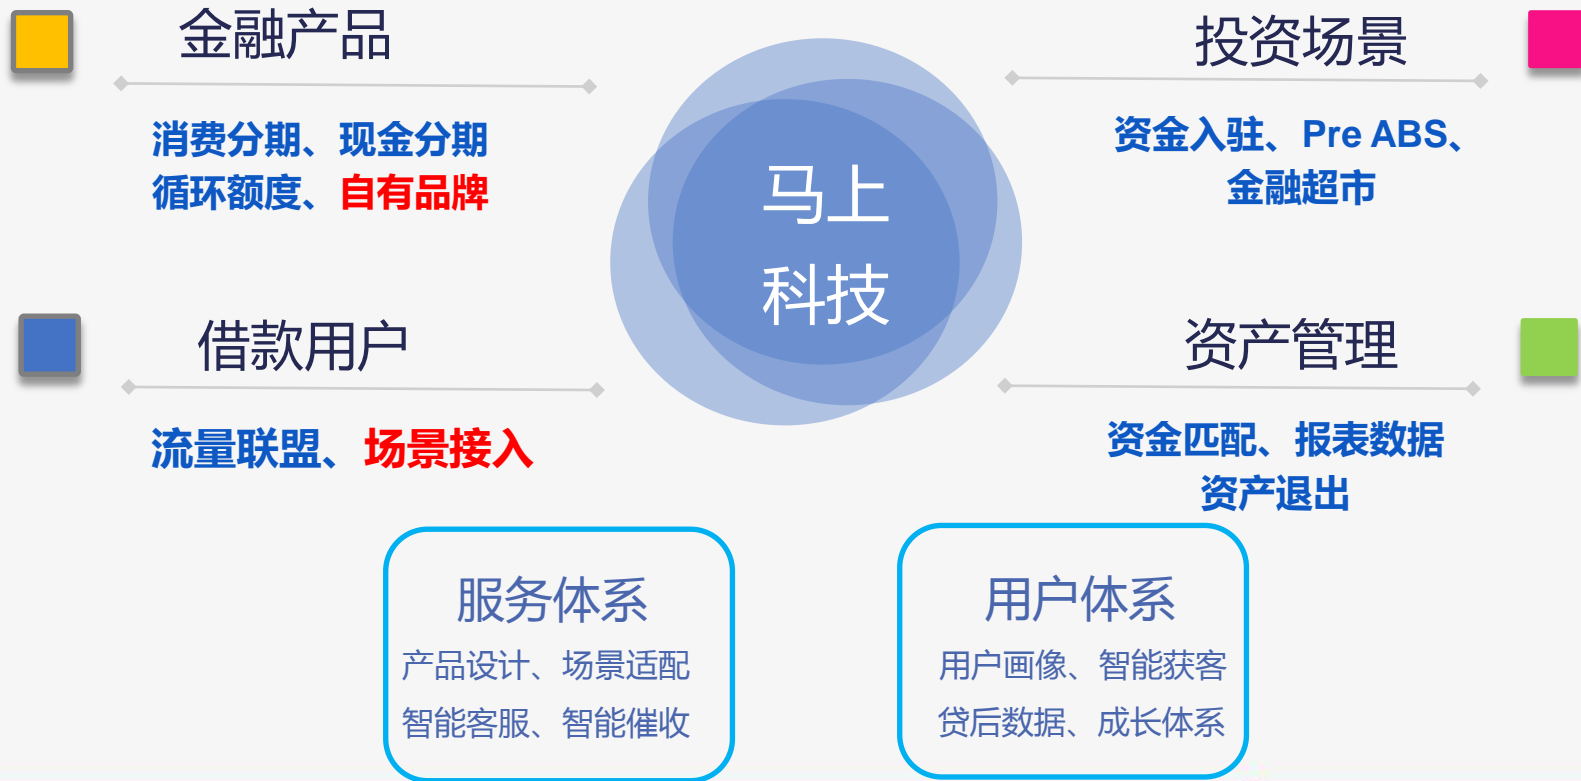 金融产品
消费分期、现金分期
循环额度、自有品牌
借款用户
流量联盟、场景接入
马上
科技
投资场景
资金入驻、Pre ABS、
金融超市
资产管理
资金匹配、报表数据
资产退出
服务体系
产品设计、场景适配
智能客服、智能催收
用户体系
用户画像、智能获客
贷后数据、成长体系